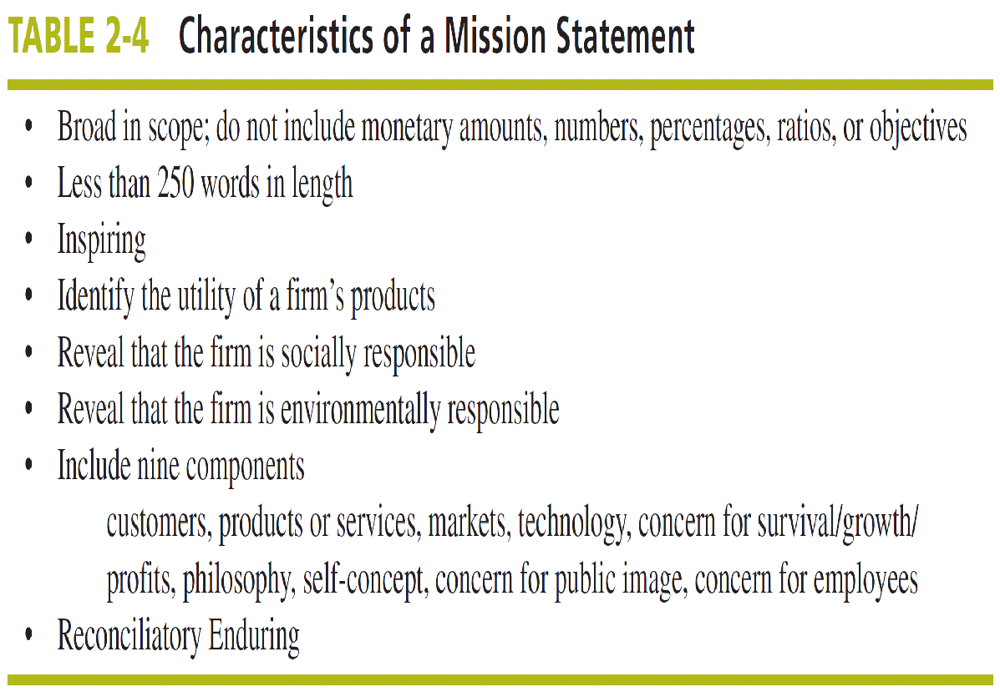 TABLE 2-4 Characteristics of a Mission Statement
• Broad in scope; do not include monetary amounts, numbers, percentages, ratios, or objectives
• Less than 250 words in length
• Inspiring
• Identify the utility of a firm’s products
• Reveal that the firm is socially responsible
• Reveal that the firm is environmentally responsible
• Include nine components
customers, products or services, markets, technology, concern for survival/growth/
profits, philosophy, self-concept, concern for public image, concern for employees
• Reconciliatory Enduring